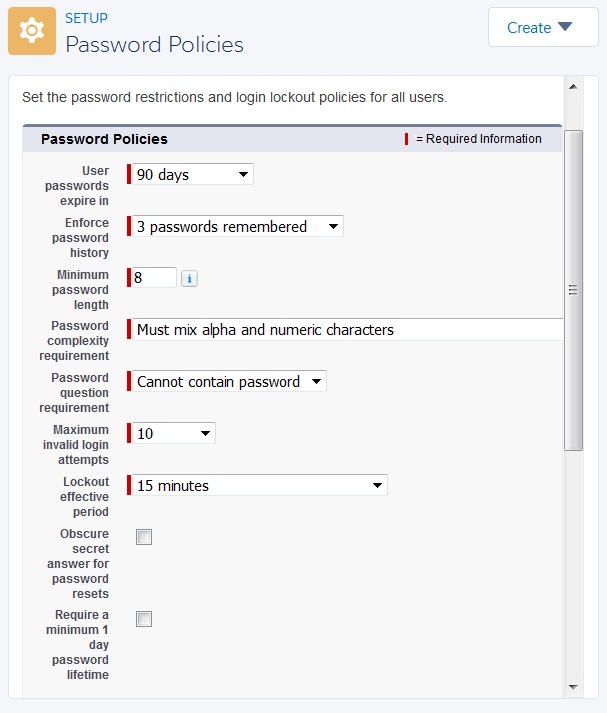 SETUP
Password Policies
Create
Set the password restrictions and login lockout policies for all users.
Password Policies
= Required Information
User
passwords
expire in
90 days
Enforce
password
history
3 passwords remembered
Minimum
password
length
8
i
Password
complexity
requirement
Must mix alpha and numeric characters
Password
question
requirement
Cannot contain password
Maximum
invalid login
attempts
10
Lockout
effective
period
15 minutes
Obscure
secret
answer for
password
resets
Require a
minimum 1
day
password
lifetime